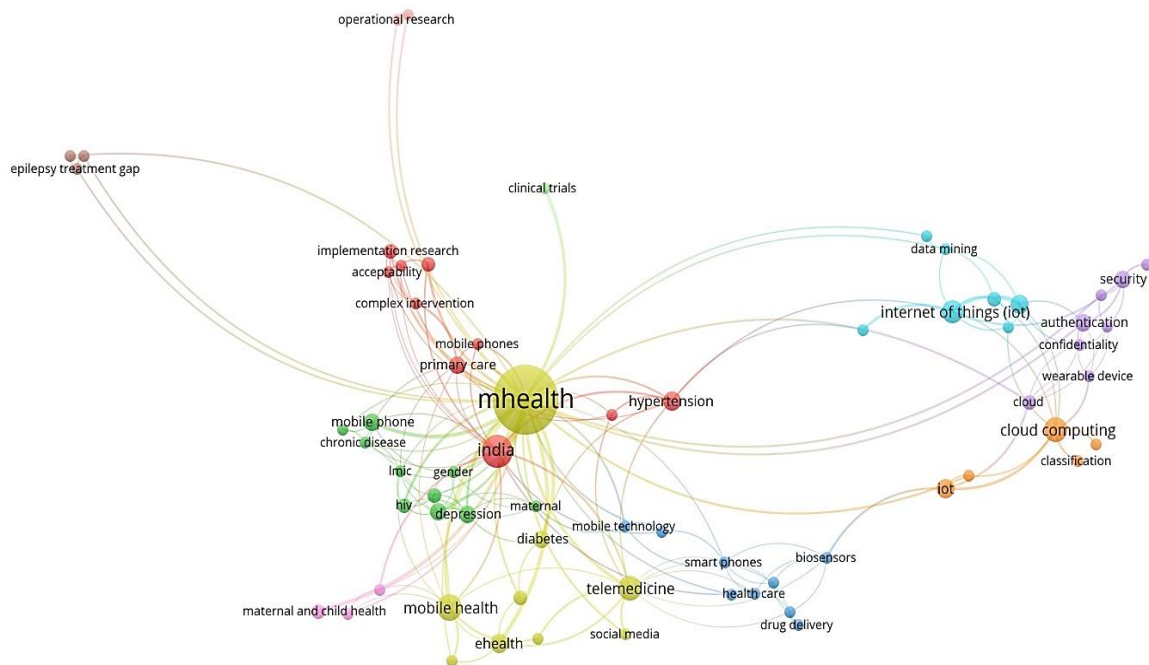 operational research
epilepsy treatment gap
clinical trials
implementation research
acceptability
complex intervention
mobile phones
primary care
mhealth
hypertension
india
mobile phone
chronic disease
lmic
gender
hiv
depression
maternal
diabetes
maternal and child health
mobile health
ehealth
telemedicine
social media
mobile technology
smart phones
health care
biosensors
drug delivery
data mining
internet of things (iot)
security
authentication
confidentiality
wearable device
cloud
cloud computing
classification
iot